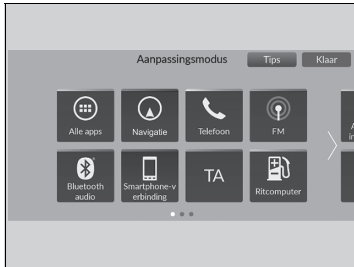 Aanpassingsmodus Tips Klaar
Alle apps Navigatie Telefoon FM
Bluetooth audio Smartphone-v erbinding TA Ritcomputer